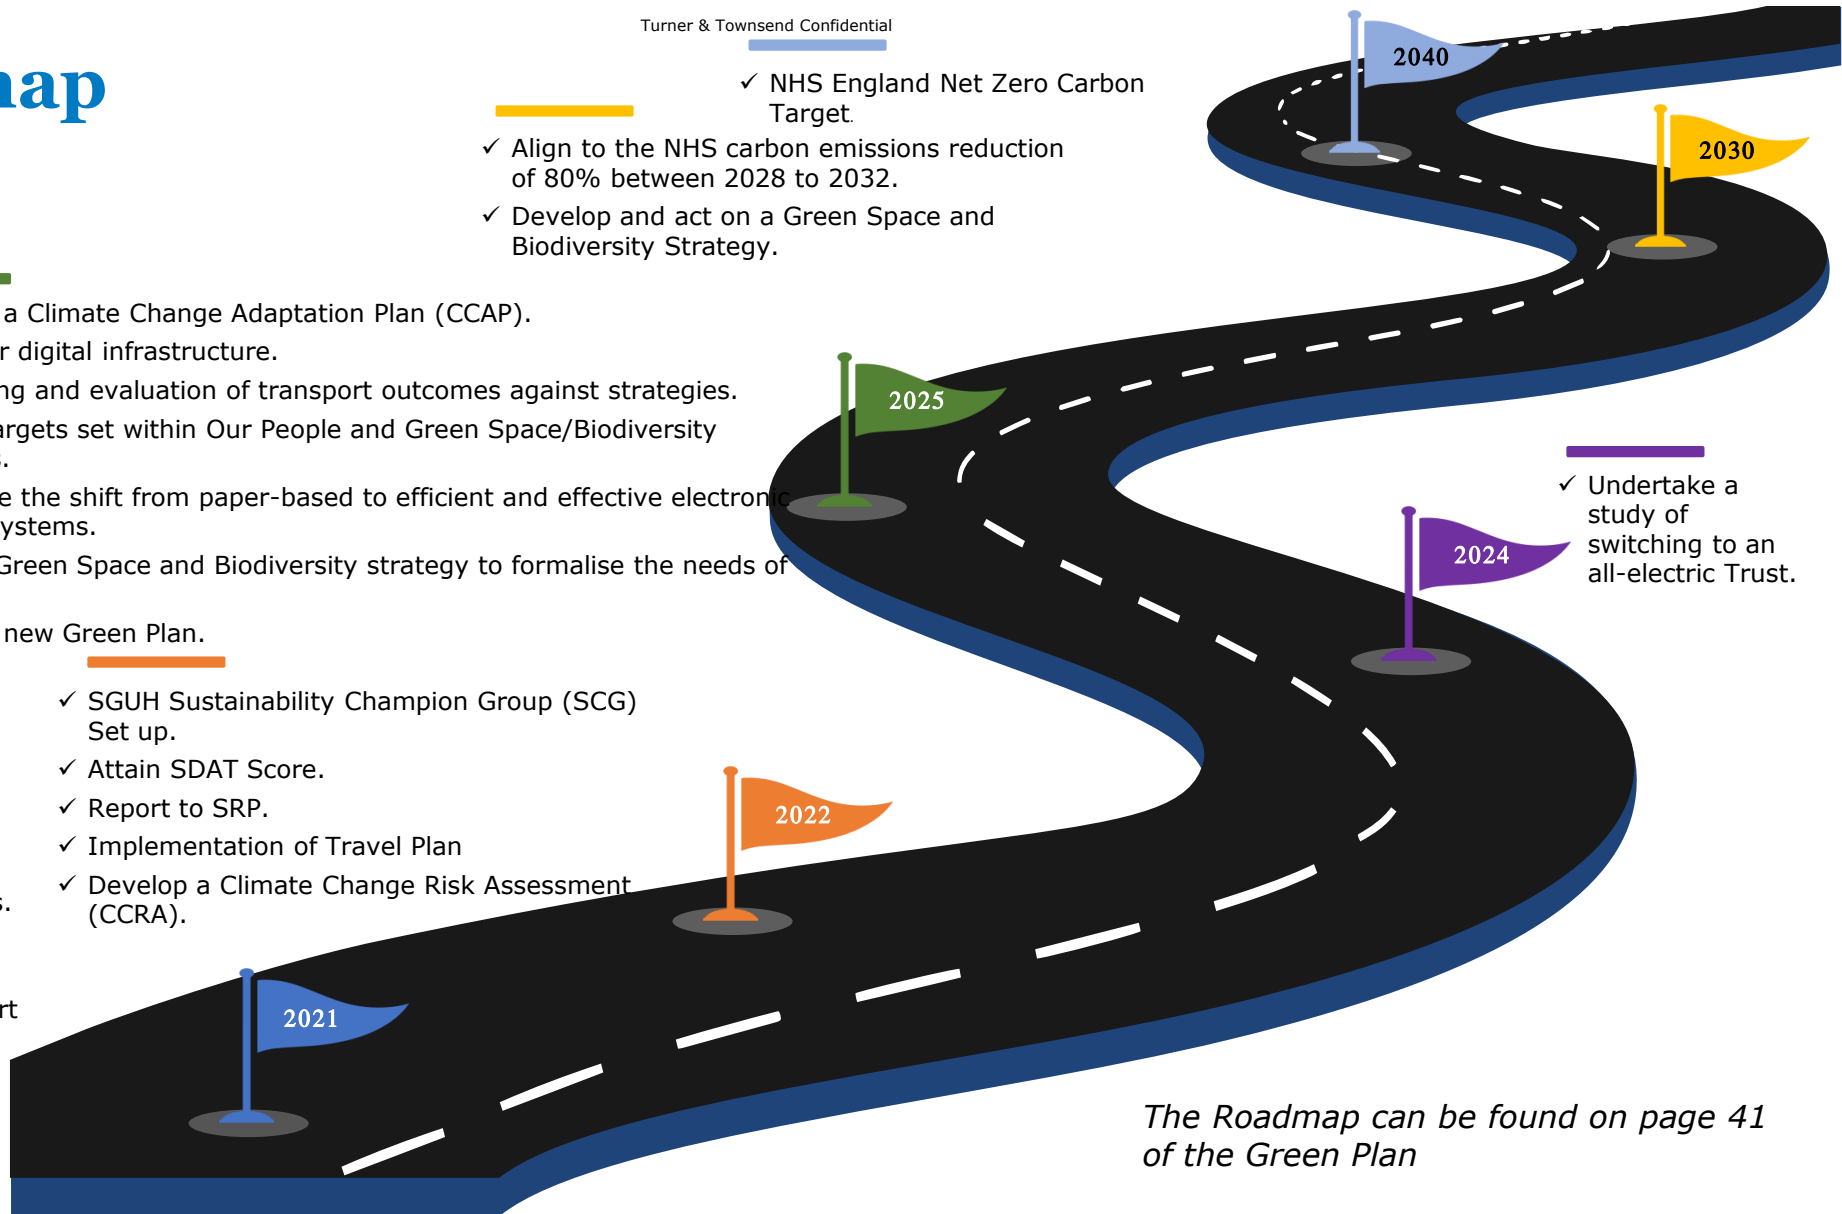 Turner & Townsend Confidential
map
✓ NHS England Net Zero Carbon
Target.
✓ Align to the NHS carbon emissions reduction
of 80% between 2028 to 2032.
✓ Develop and act on a Green Space and
Biodiversity Strategy.
a Climate Change Adaptation Plan (CCAP).
r digital infrastructure.
ng and evaluation of transport outcomes against strategies.
argets set within Our People and Green Space/Biodiversity
s.
e the shift from paper-based to efficient and effective electronic
ystems.
Green Space and Biodiversity strategy to formalise the needs of
new Green Plan.
✓ SGUH Sustainability Champion Group (SCG)
Set up.
✓ Attain SDAT Score.
✓ Report to SRP.
✓ Implementation of Travel Plan
✓ Develop a Climate Change Risk Assessment
(CCRA).
s.
rt
✓ Undertake a
study of
switching to an
all-electric Trust.
2040
2030
2025
2024
2022
2021
The Roadmap can be found on page 41
of the Green Plan